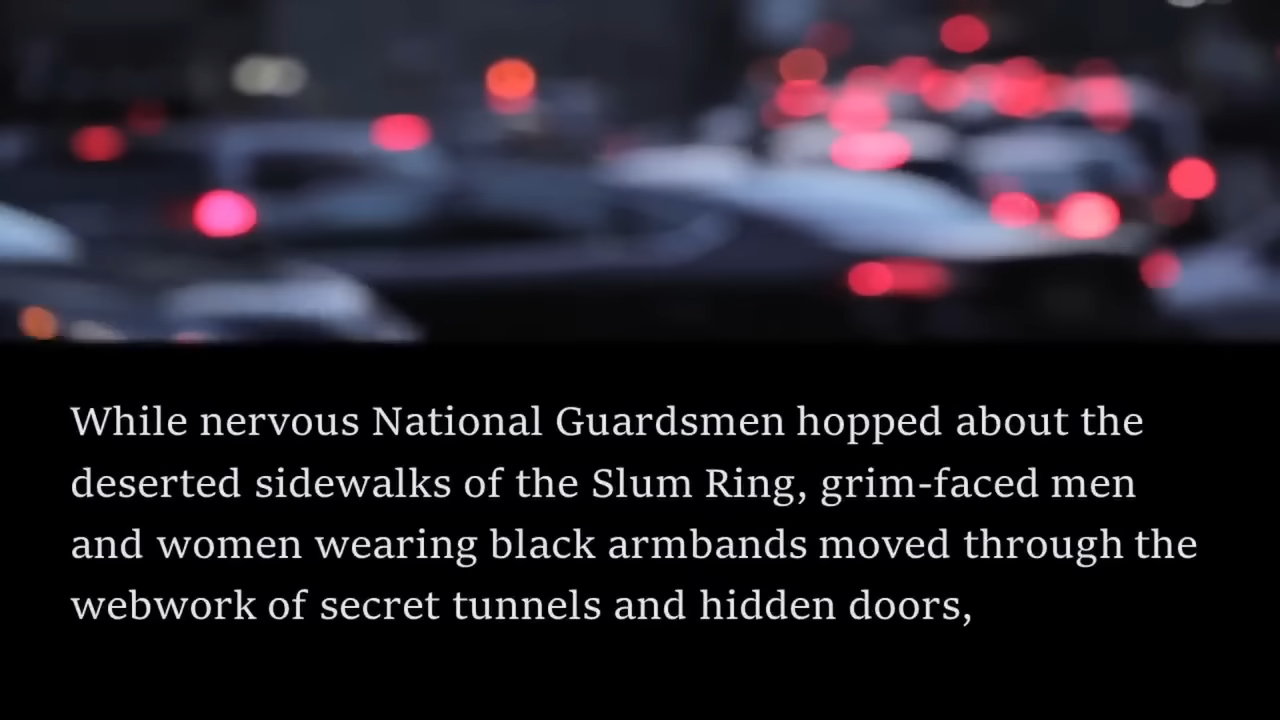 While nervous National Guardsmen hopped about the
deserted sidewalks of the Slum Ring, grim-faced men
and women wearing black armbands moved through the
webwork of secret tunnels and hidden doors,